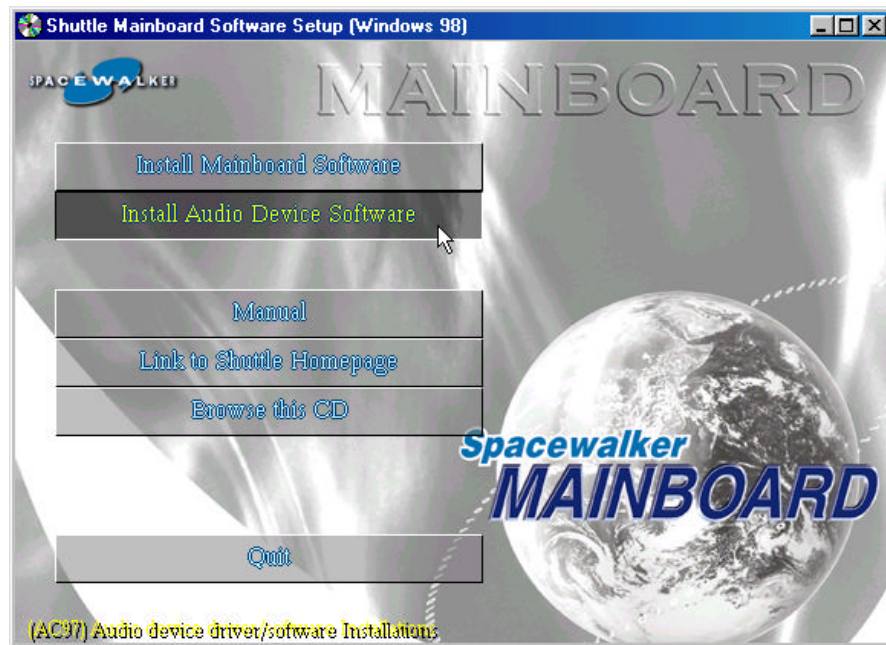 Shuttle Mainboard Software Setup (Windows 98)
SPACEWALKER
MAINBOARD
Install Mainboard Software
Install Audio Device Software
Manual
Link to Shuttle Homepage
Browse this CD
Spacewalker
MAINBOARD
Quit
(AC97) Audio device driver/software Installations